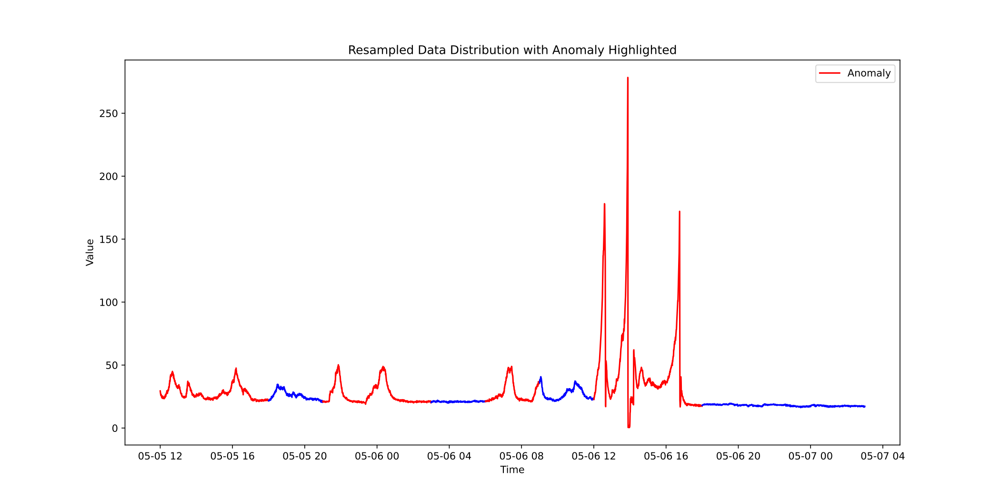 Resampled Data Distribution with Anomaly Highlighted
Anomaly
250
200
150
100
50
0
Value
05-05 12 05-05 16 05-05 20 05-06 00 05-06 04 05-06 08 05-06 12 05-06 16 05-06 20 05-07 00 05-07 04
Time